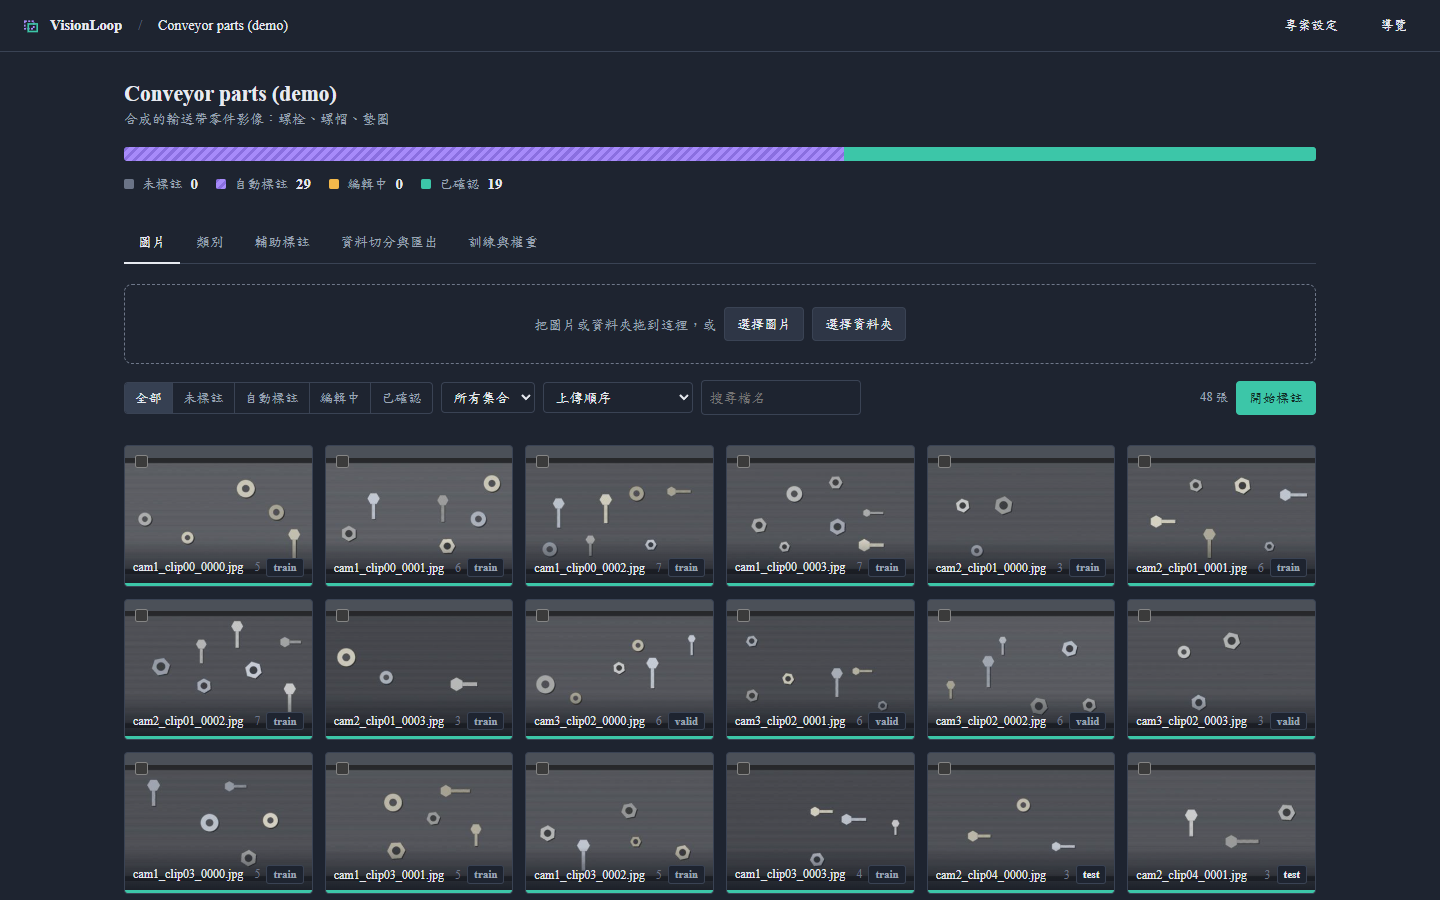 VisionLoop / Conveyor parts (demo) 專案設定 導覽
Conveyor parts (demo)
合成的輸送帶零件影像：螺栓、螺帽、墊圈
未標註 0 自動標註 29 編輯中 0 已確認 19
圖片 類別 輔助標註 資料切分與匯出 訓練與權重
把圖片或資料夾拖到這裡，或 選擇圖片 選擇資料夾
全部 未標註 自動標註 編輯中 已確認 所有集合 上傳順序 搜尋檔名 48 張 開始標註
cam1_clip00_0000.jpg 5 train
cam1_clip00_0001.jpg 6 train
cam1_clip00_0002.jpg 7 train
cam1_clip00_0003.jpg 7 train
cam2_clip01_0000.jpg 3 train
cam2_clip01_0001.jpg 6 train
cam2_clip01_0002.jpg 7 train
cam2_clip01_0003.jpg 3 train
cam3_clip02_0000.jpg 6 valid
cam3_clip02_0001.jpg 6 valid
cam3_clip02_0002.jpg 6 valid
cam3_clip02_0003.jpg 3 valid
cam1_clip03_0000.jpg 5 train
cam1_clip03_0001.jpg 5 train
cam1_clip03_0002.jpg 5 train
cam1_clip03_0003.jpg 4 train
cam2_clip04_0000.jpg 3 test
cam2_clip04_0001.jpg 3 test